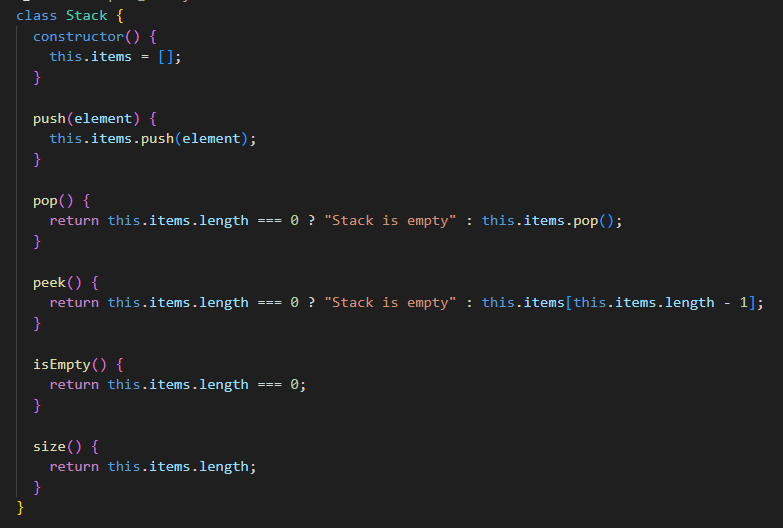 class Stack {
  constructor() {
    this.items = [];
  }

  push(element) {
    this.items.push(element);
  }

  pop() {
    return this.items.length === 0 ? "Stack is empty" : this.items.pop();
  }

  peek() {
    return this.items.length === 0 ? "Stack is empty" : this.items[this.items.length - 1];
  }

  isEmpty() {
    return this.items.length === 0;
  }

  size() {
    return this.items.length;
  }
}